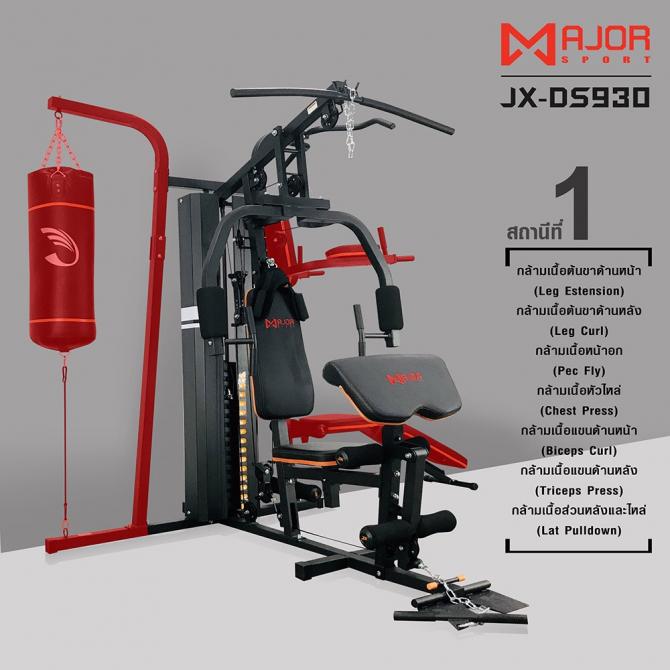 MAJOR
SPORT
JX-DS930
สถานีที่ 1
กล้ามเนื้อต้นขาด้านหน้า
(Leg Estension)
กล้ามเนื้อต้นขาด้านหลัง
(Leg Curl)
กล้ามเนื้อหน้าอก
(Pec Fly)
กล้ามเนื้อหัวไหล่
(Chest Press)
กล้ามเนื้อแขนด้านหน้า
(Biceps Curl)
กล้ามเนื้อแขนด้านหลัง
(Triceps Press)
กล้ามเนื้อส่วนหลังและไหล่
(Lat Pulldown)
MAJOR
MAJOR